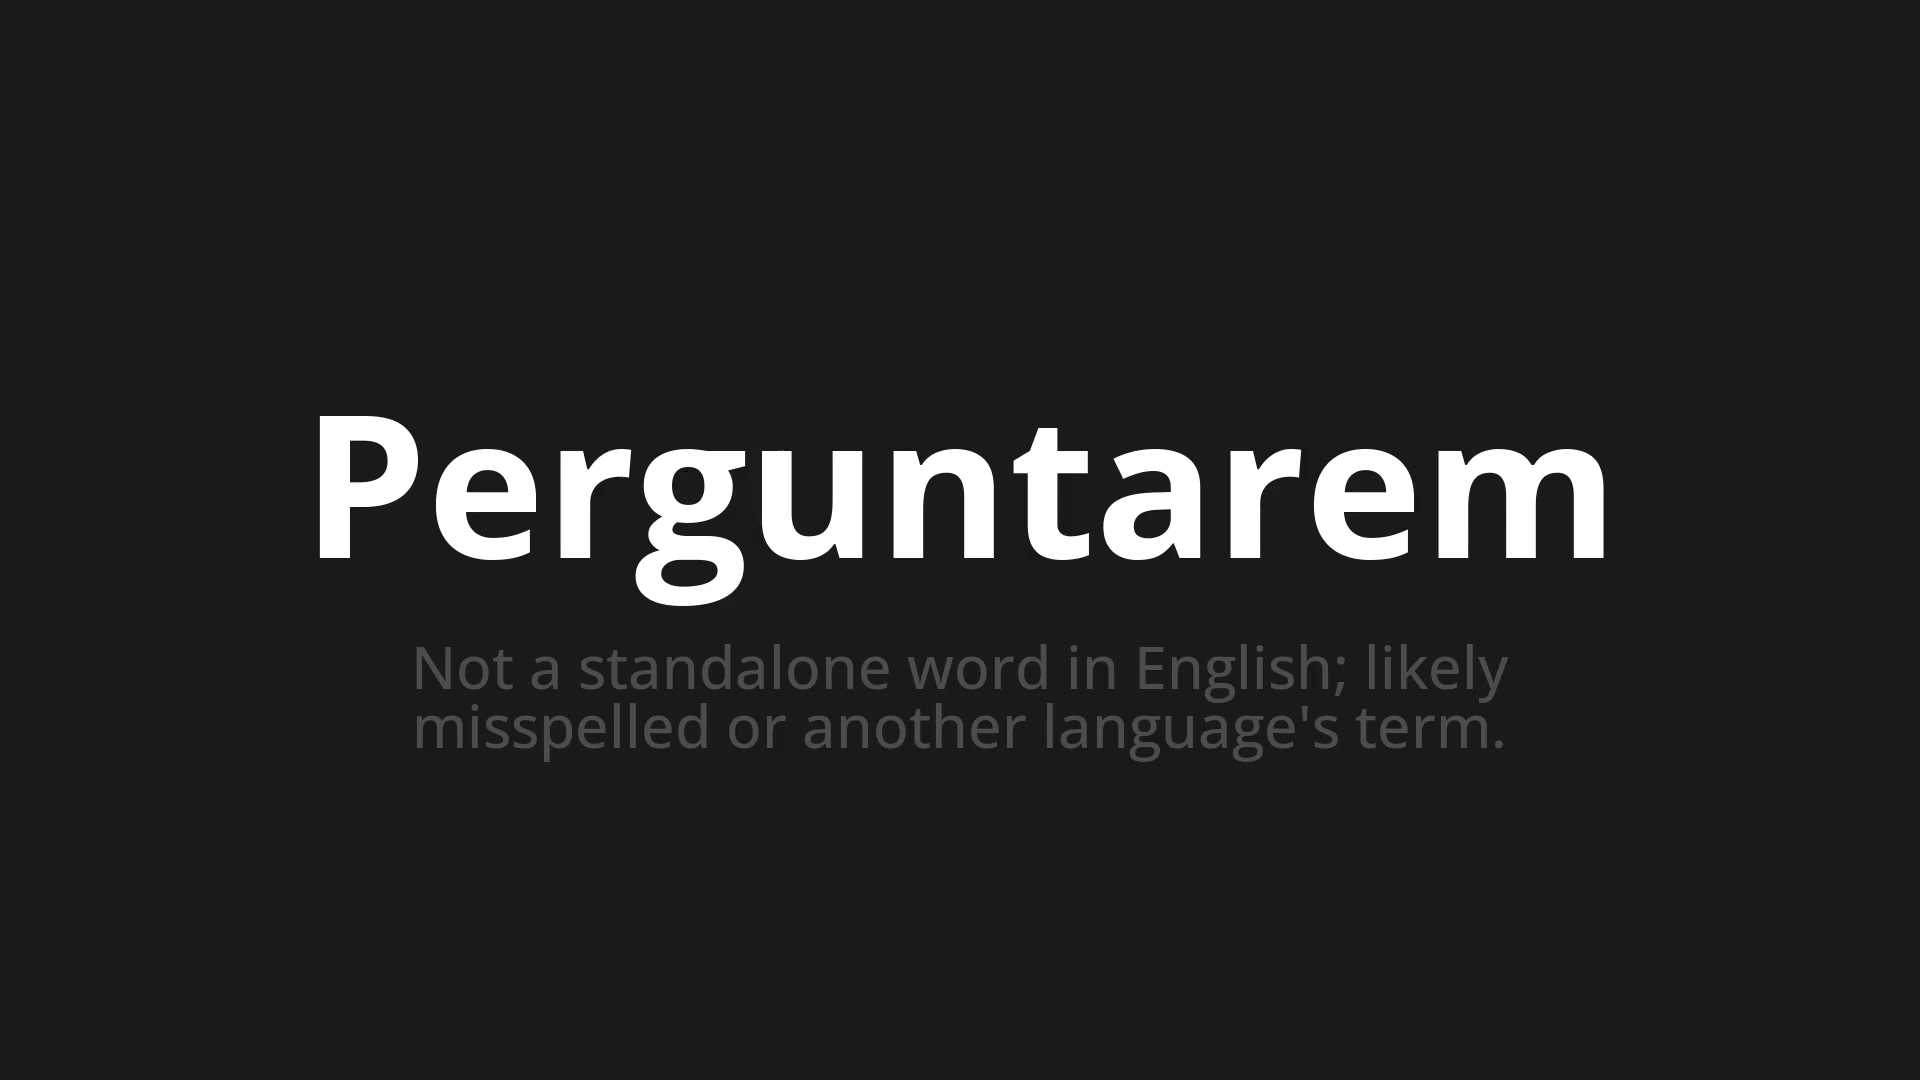 Perguntarem
Not a standalone word in English; likely
misspelled or another language's term.